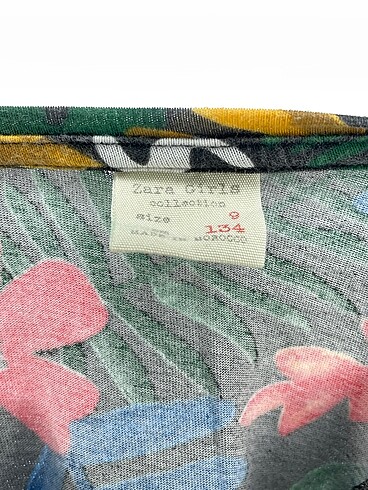 Zara Girls
collection
size 9
134
MADE IN MOROCCO